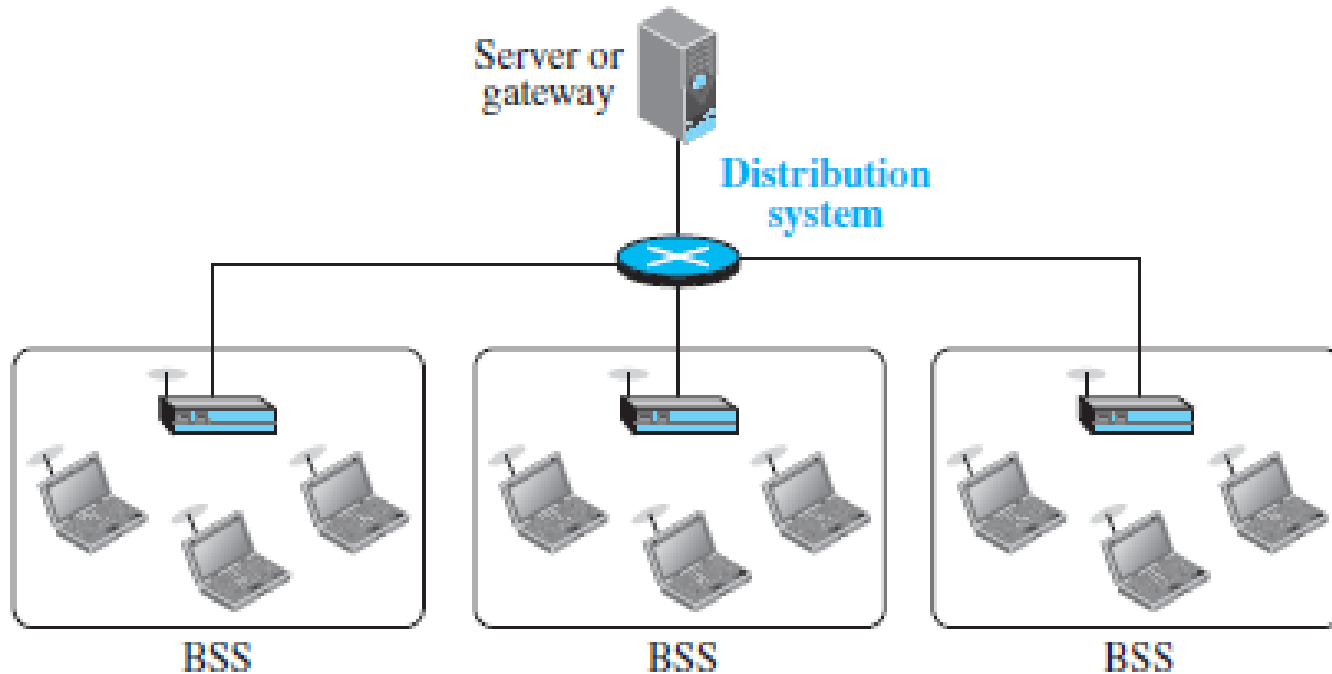 Server or
gateway
Distribution
system
BSS
BSS
BSS